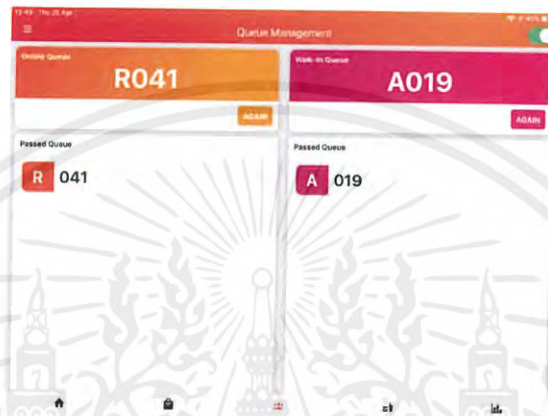 Queue Management
Online Queue
R041
AGAIN
Passed Queue
R 041
Walk-In Queue
A019
AGAIN
Passed Queue
A 019